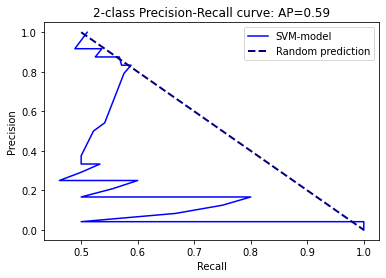 2-class Precision-Recall curve: AP=0.59
SVM-model
Random prediction
Precision
1.0
0.8
0.6
0.4
0.2
0.0
0.5
0.6
0.7
0.8
0.9
1.0
Recall